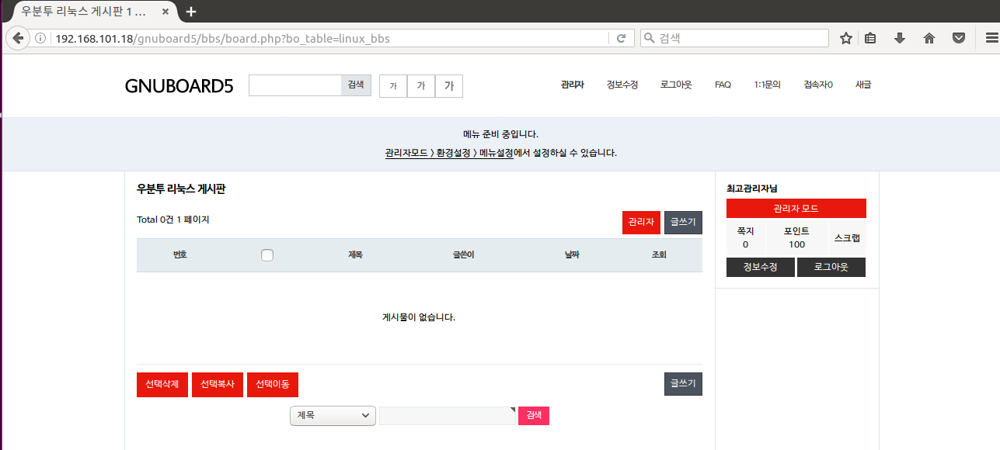 우분투 리눅스 게시판 1 ...
192.168.101.18/gnuboard5/bbs/board.php?bo_table=linux_bbs
검색
GNUBOARD5
검색
가 가 가
관리자 정보수정 로그아웃 FAQ 1:1문의 접속자0 새글
메뉴 준비 중입니다.
관리자모드 > 환경설정 > 메뉴설정에서 설정하실 수 있습니다.
우분투 리눅스 게시판
Total 0건 1 페이지
관리자 글쓰기
번호 제목 글쓴이 날짜 조회
게시물이 없습니다.
선택삭제 선택복사 선택이동 글쓰기
제목 검색
최고관리자님
관리자 모드
쪽지 포인트 스크랩
0 100
정보수정 로그아웃